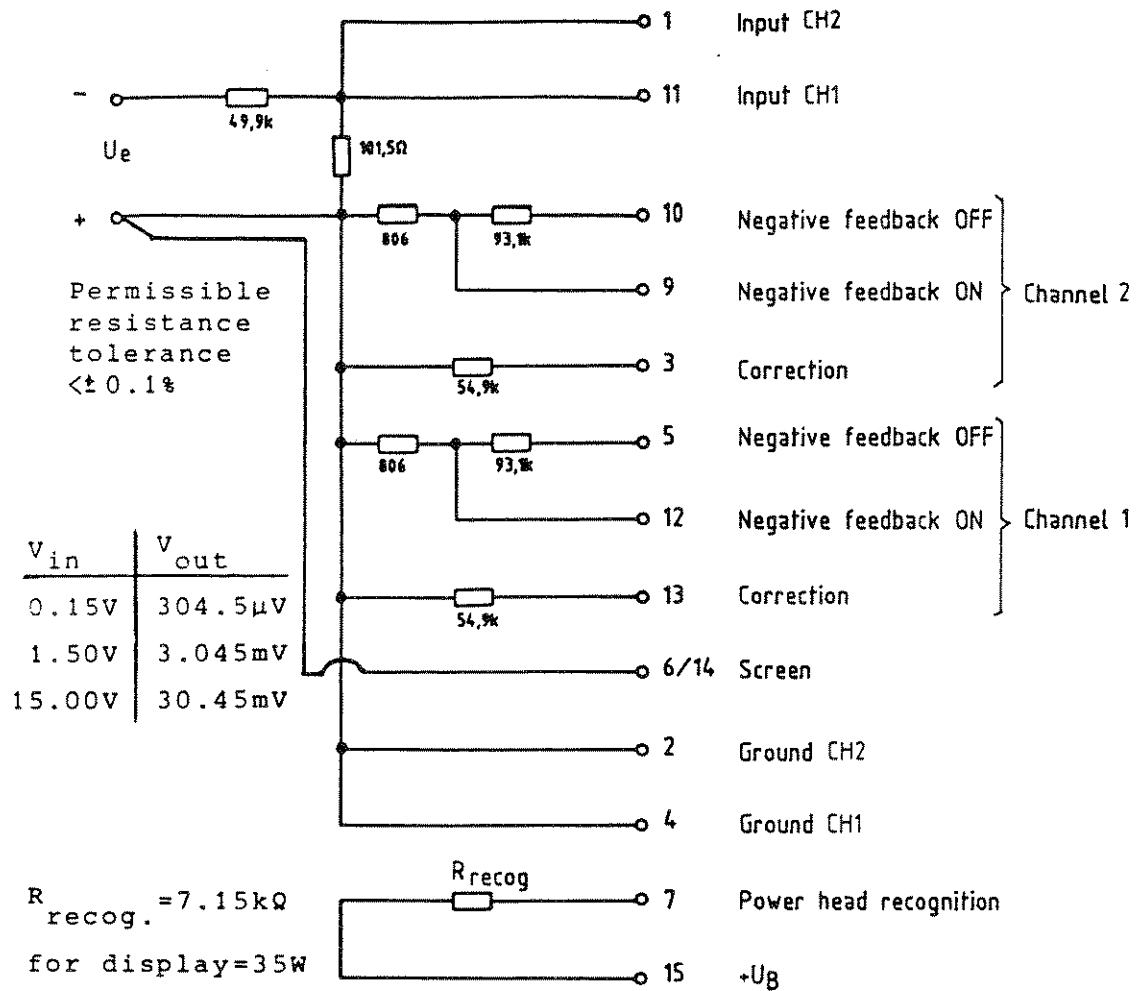 1 Input CH2
- 11 Input CH1
49,9k
Ue
101,5Ω
+ 10 Negative feedback OFF
806 93,1k
9 Negative feedback ON Channel 2
Permissible
resistance
tolerance
<±0.1%
3 Correction
54,9k
5 Negative feedback OFF
806 93,1k
12 Negative feedback ON Channel 1
Vin Vout
0.15V 304.5µV
1.50V 3.045mV
15.00V 30.45mV
13 Correction
54,9k
6/14 Screen
2 Ground CH2
4 Ground CH1
Rrecog
7 Power head recognition
R recog. =7.15kΩ
for display=35W
15 +UB